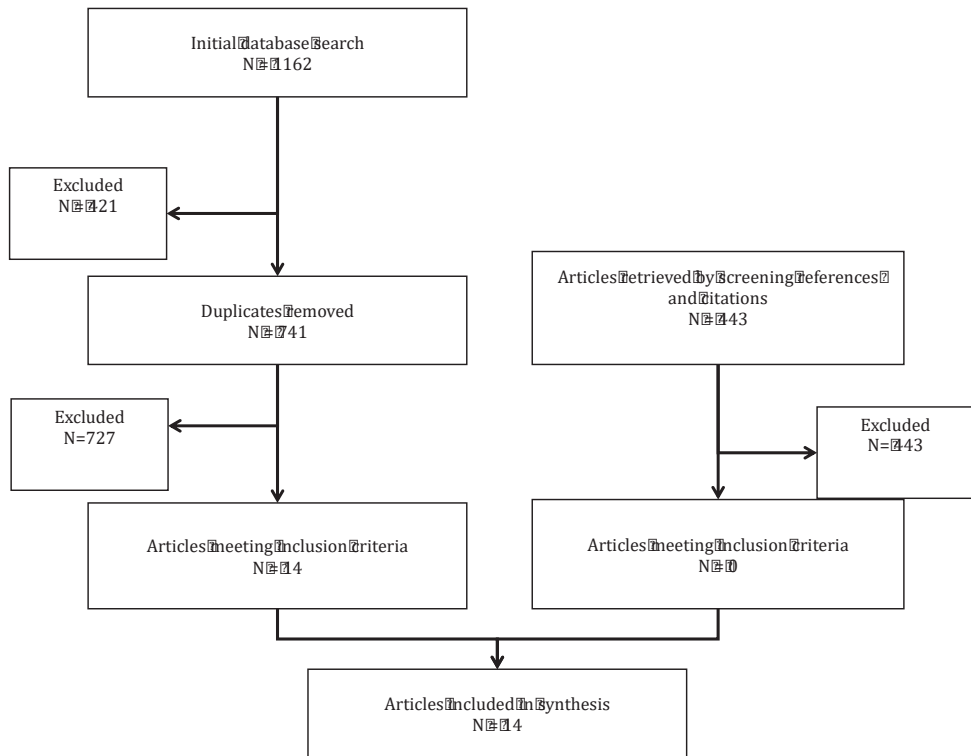 Initial database search
N = 1162
Excluded
N = 421
Duplicates removed
N = 741
Articles retrieved by screening references
and citations
N = 443
Excluded
N=727
Excluded
N= 443
Articles meeting inclusion criteria
N = 14
Articles meeting inclusion criteria
N = 0
Articles included in synthesis
N = 14